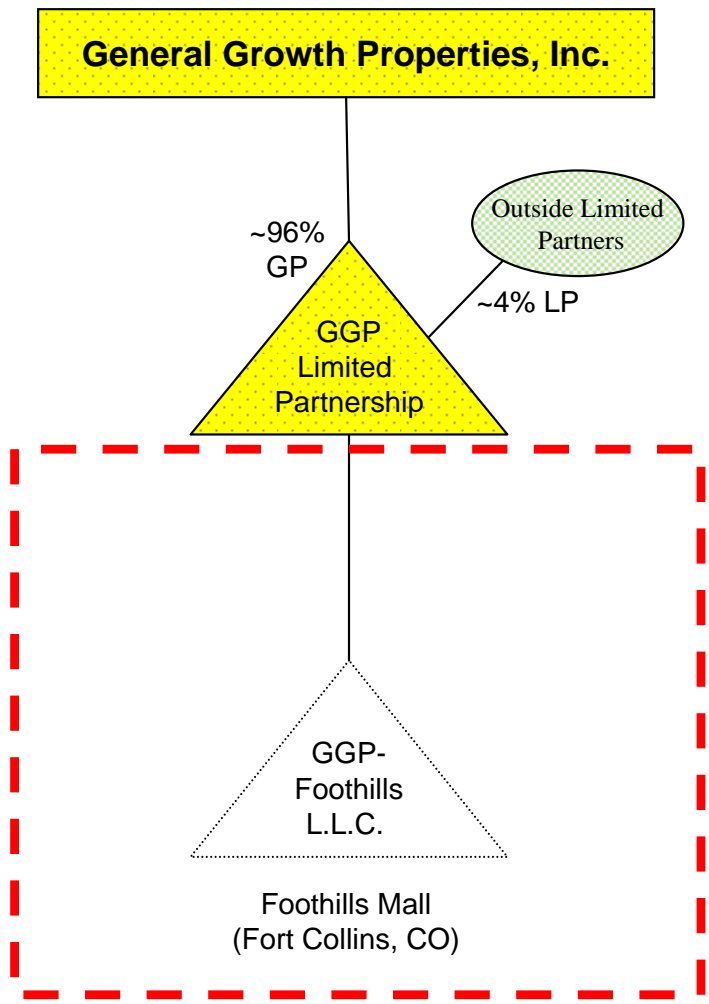 General Growth Properties, Inc.
Outside Limited
Partners
~96%
GP
~4% LP
GGP
Limited
Partnership
GGP-
Foothills
L.L.C.
Foothills Mall
(Fort Collins, CO)